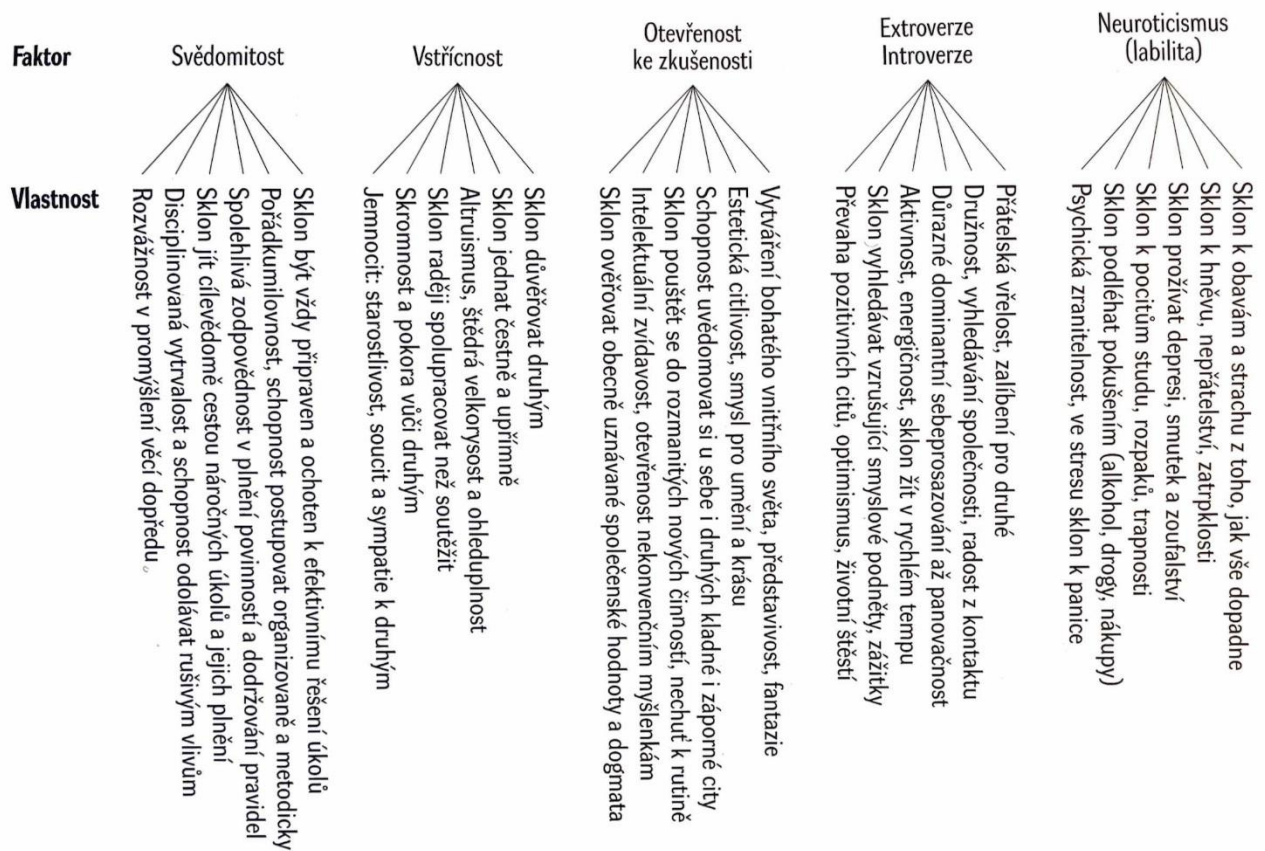 Faktor
Svědomitost
Vstřícnost
Otevřenost
ke zkušenosti
Extroverze
Introverze
Neuroticismus
(labilita)
Vlastnost
Sklon být vždy připraven a ochoten k efektivnímu řešení úkolů
Pořádkumilovnost, schopnost postupovat organizovaně a metodicky
Spolehlivá zodpovědnost v plnění povinností a dodržování pravidel
Sklon jít cílevědomě cestou náročných úkolů a jejich plnění
Disciplinovaná vytrvalost a schopnost odolávat rušivým vlivům
Rozvážnost v promýšlení věcí dopředu
Sklon důvěřovat druhým
Sklon jednat čestně a upřímně
Altruismus, štědrá velkorysost a ohleduplnost
Sklon raději spolupracovat než soutěžit
Skromnost a pokora vůči druhým
Jemnocit: starostlivost, soucit a sympatie k druhým
Vytváření bohatého vnitřního světa, představivost, fantazie
Estetická citlivost, smysl pro umění a krásu
Schopnost uvědomovat si u sebe i druhých kladné i záporné city
Sklon pouštět se do rozmanitých nových činností, nechuť k rutině
Intelektuální zvídavost, otevřenost nekonvenčním myšlenkám
Sklon ověřovat obecně uznávané společenské hodnoty a dogmata
Přátelská vřelost, zalíbení pro druhé
Družnost, vyhledávání společnosti, radost z kontaktu
Důrazné dominantní sebeprosazování až panovačnost
Aktivnost, energičnost, sklon žít v rychlém tempu
Sklon vyhledávat vzrušující smyslové podněty, zážitky
Převaha pozitivních citů, optimismus, životní štěstí
Sklon k obavám a strachu z toho, jak vše dopadne
Sklon k hněvu, nepřátelství, zatrpklosti
Sklon prožívat depresi, smutek a zoufalství
Sklon k pocitům studu, rozpaků, trapnosti
Sklon podléhat pokušením (alkohol, drogy, nákupy)
Psychická zranitelnost, ve stresu sklon k panice